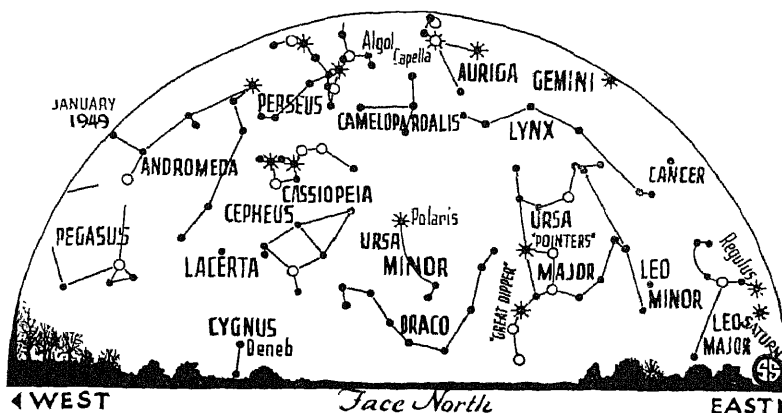 Algol
Capella
AURIGA
GEMINI
JANUARY
1949
PERSEUS
CAMELOPARDALIS
LYNX
ANDROMEDA
CANCER
CASSIOPEIA
CEPHEUS
Polaris
URSA
MINOR
URSA
"POINTERS"
MAJOR
PEGASUS
LACERTA
Regulus
LEO
MINOR
"GREAT DIPPER"
DRACO
CYGNUS
Deneb
LEO
MAJOR
SATURN
WEST
Face North
EAST